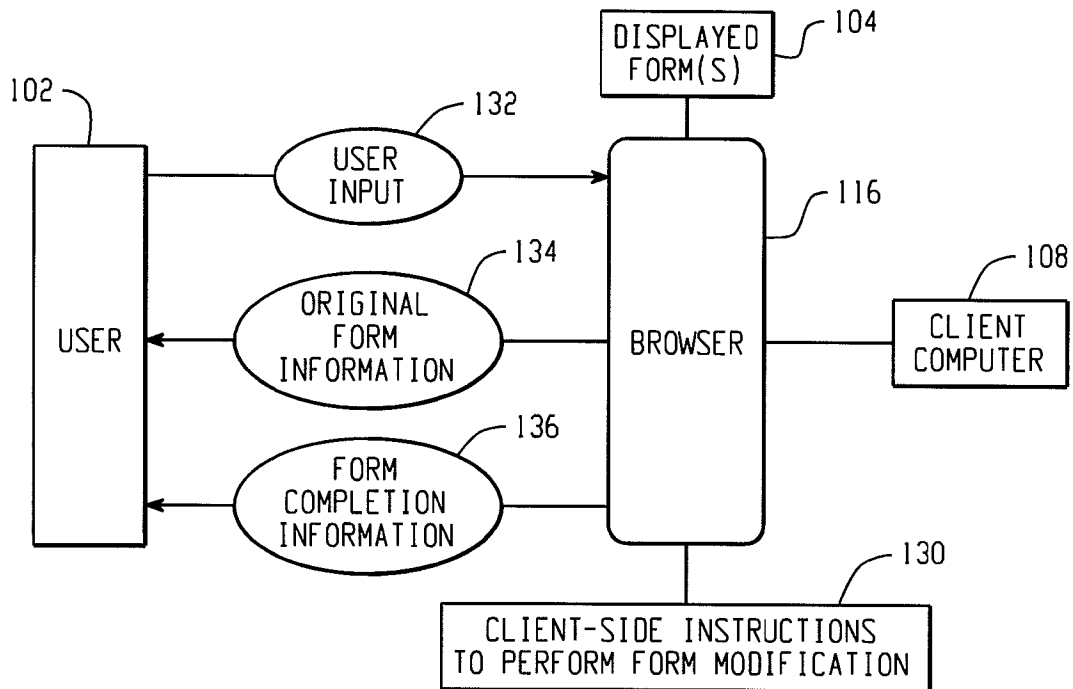 DISPLAYED
FORM(S)
104
102
132
USER
INPUT
116
134
108
ORIGINAL
FORM
INFORMATION
USER
BROWSER
CLIENT
COMPUTER
136
FORM
COMPLETION
INFORMATION
130
CLIENT-SIDE INSTRUCTIONS
TO PERFORM FORM MODIFICATION